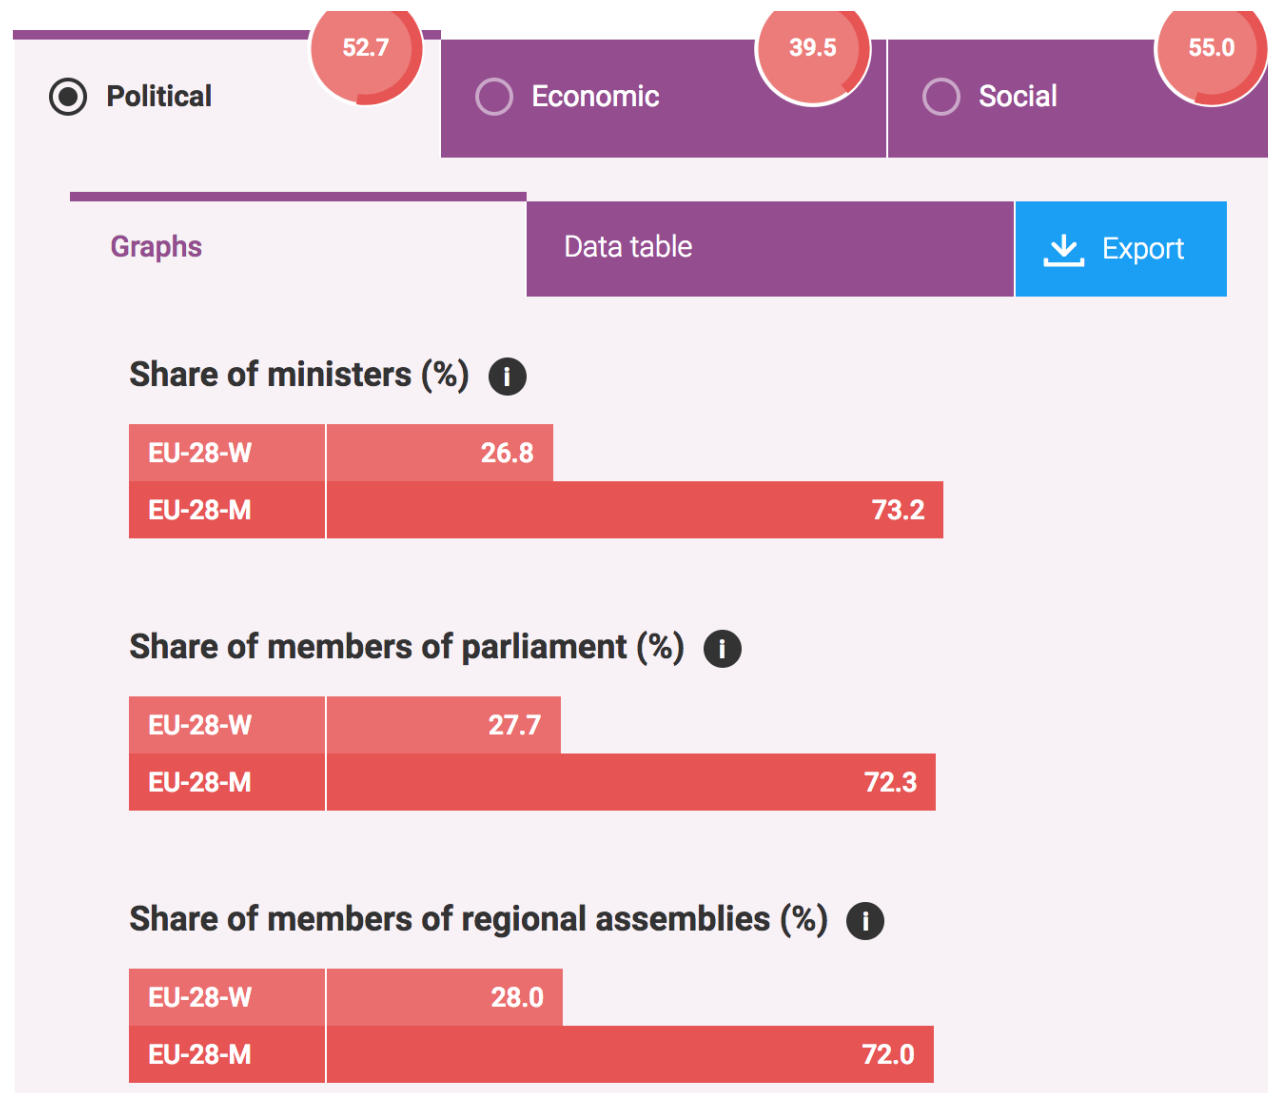 52.7 39.5 55.0
Political Economic Social
Graphs Data table Export
Share of ministers (%) i
EU-28-W 26.8
EU-28-M 73.2
Share of members of parliament (%) i
EU-28-W 27.7
EU-28-M 72.3
Share of members of regional assemblies (%) i
EU-28-W 28.0
EU-28-M 72.0